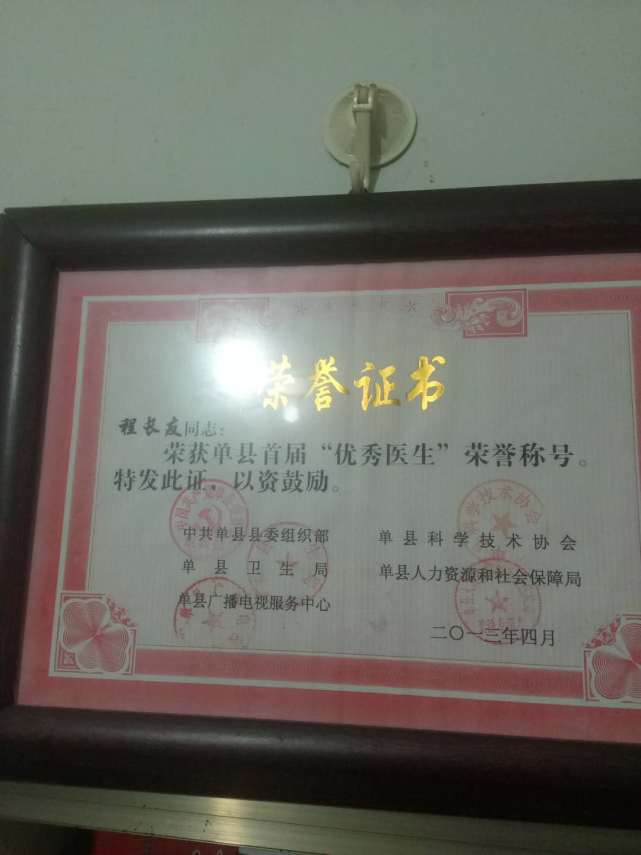 荣誉证书
程长友同志:
荣获单县首届“优秀医生”荣誉称号。
特发此证，以资鼓励。
中共单县县委组织部 单县科学技术协会
单县卫生局 单县人力资源和社会保障局
单县广播电视服务中心
二〇一三年四月